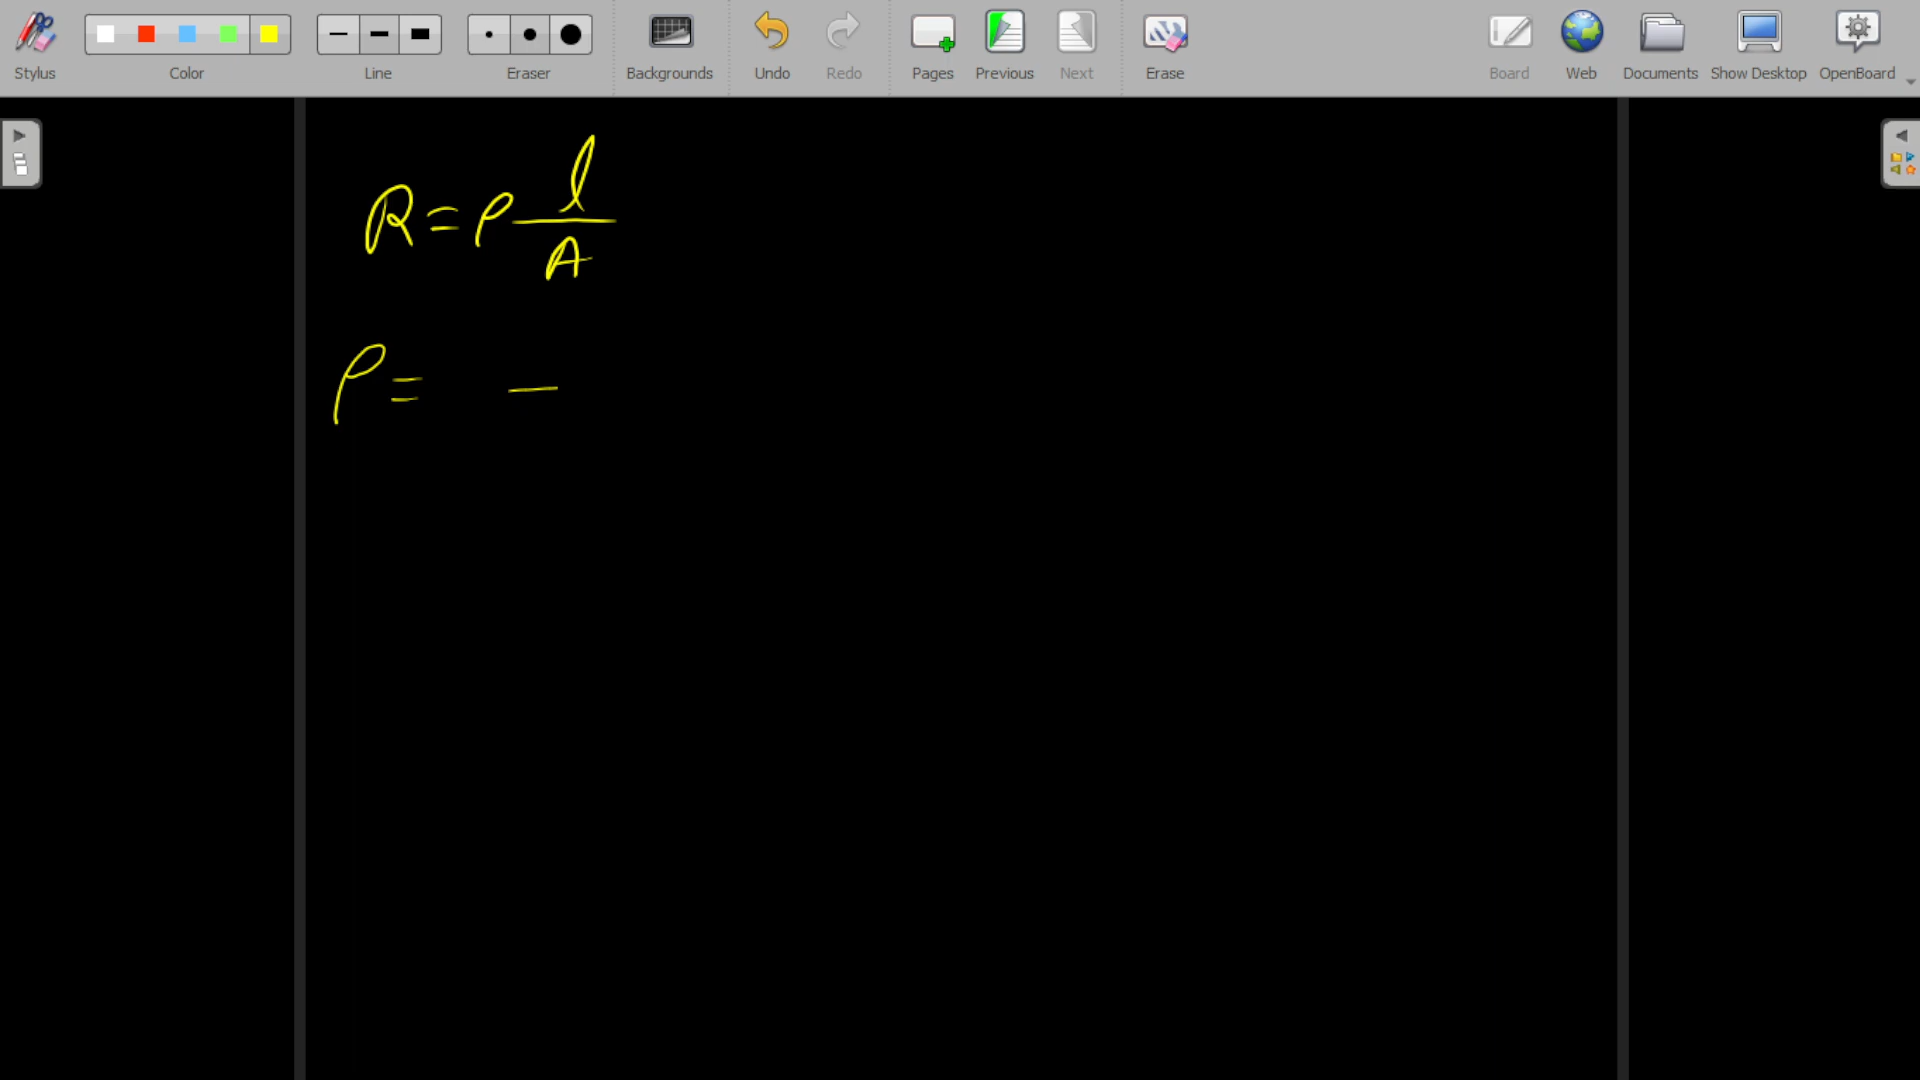 Stylus Color Line Eraser Backgrounds Undo Redo Pages Previous Next Erase Board Web Documents Show Desktop OpenBoard
R = ρ l/A
ρ = —